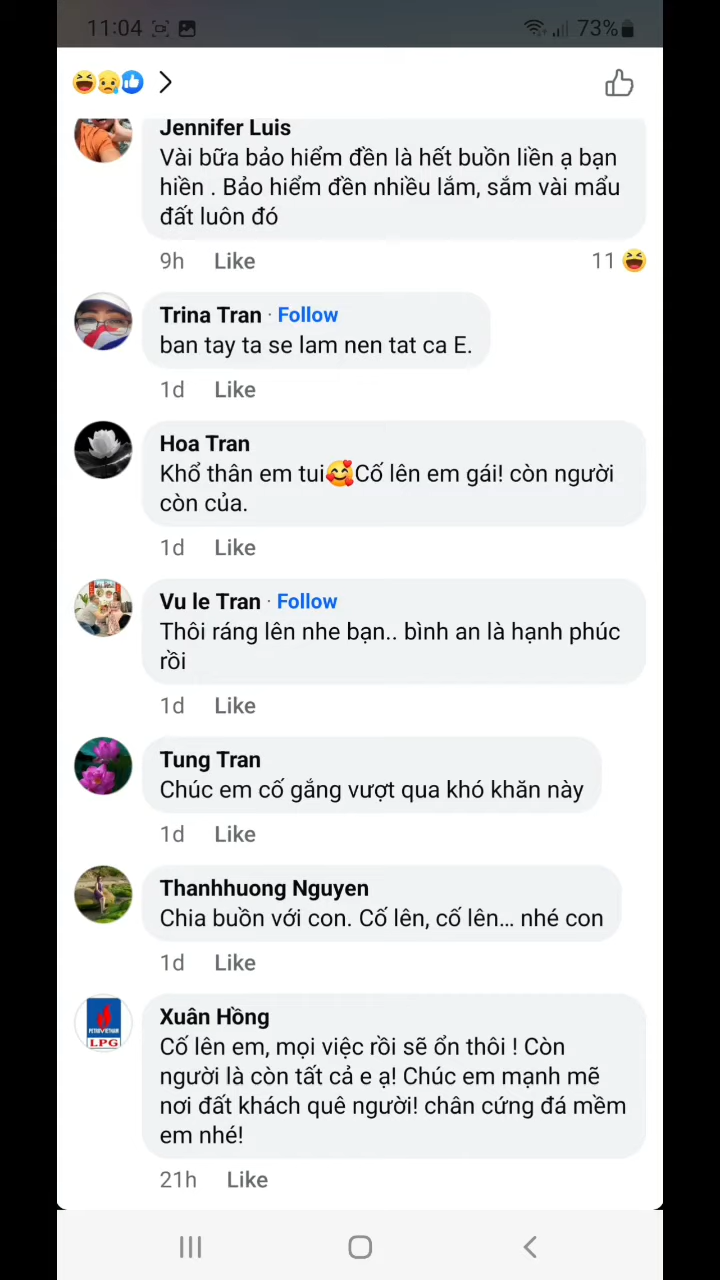 11:04
73%
Jennifer Luis
Vài bữa bảo hiểm đền là hết buồn liền ạ bạn
hiền . Bảo hiểm đền nhiều lắm, sắm vài mẩu
đất luôn đó
9h Like 11
Trina Tran · Follow
ban tay ta se lam nen tat ca E.
1d Like
Hoa Tran
Khổ thân em tui🥰Cố lên em gái! còn người
còn của.
1d Like
Vu le Tran · Follow
Thôi ráng lên nhe bạn.. bình an là hạnh phúc
rồi
1d Like
Tung Tran
Chúc em cố gắng vượt qua khó khăn này
1d Like
Thanhhuong Nguyen
Chia buồn với con. Cố lên, cố lên... nhé con
1d Like
PETROVIETNAM
LPG
Xuân Hồng
Cố lên em, mọi việc rồi sẽ ổn thôi ! Còn
người là còn tất cả e ạ! Chúc em mạnh mẽ
nơi đất khách quê người! chân cứng đá mềm
em nhé!
21h Like